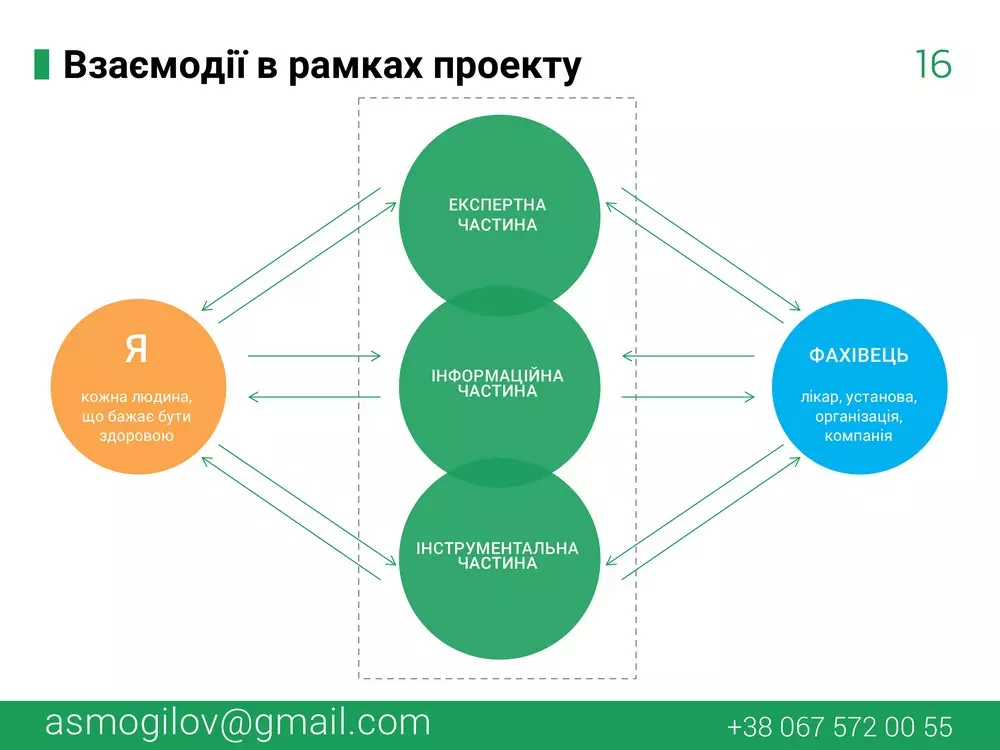 Взаємодії в рамках проекту
16
ЕКСПЕРТНА
ЧАСТИНА
Я
кожна людина,
що бажає бути
здоровою
ІНФОРМАЦІЙНА
ЧАСТИНА
ФАХІВЕЦЬ
лікар, установа,
організація,
компанія
ІНСТРУМЕНТАЛЬНА
ЧАСТИНА
asmogilov@gmail.com
+38 067 572 00 55